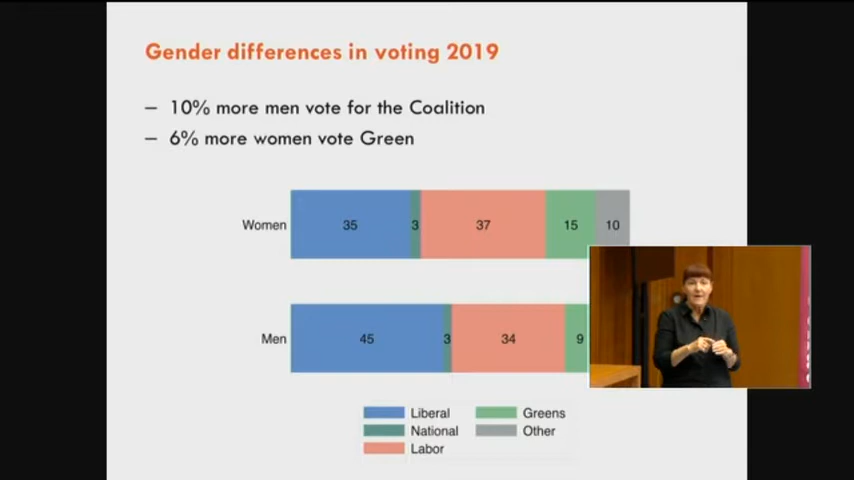 Gender differences in voting 2019
– 10% more men vote for the Coalition
– 6% more women vote Green
Women 35 3 37 15 10
Men 45 3 34 9
Liberal Greens
National Other
Labor